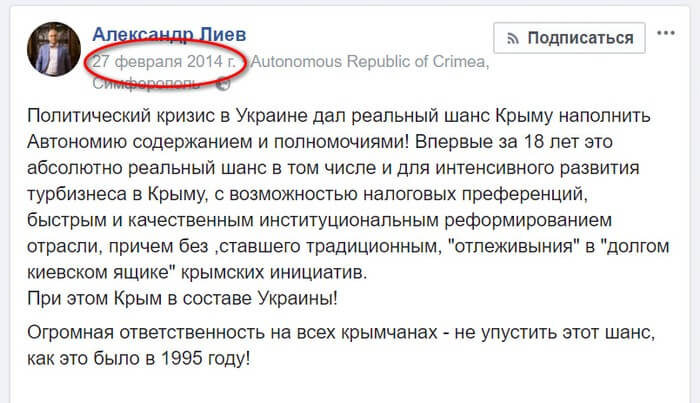 Александр Лиев
Подписаться
27 февраля 2014 г. · Autonomous Republic of Crimea,
Симферополь
Политический кризис в Украине дал реальный шанс Крыму наполнить
Автономию содержанием и полномочиями! Впервые за 18 лет это
абсолютно реальный шанс в том числе и для интенсивного развития
турбизнеса в Крыму, с возможностью налоговых преференций,
быстрым и качественным институциональным реформированием
отрасли, причем без ,ставшего традиционным, "отлеживыния" в "долгом
киевском ящике" крымских инициатив.
При этом Крым в составе Украины!
Огромная ответственность на всех крымчанах - не упустить этот шанс,
как это было в 1995 году!